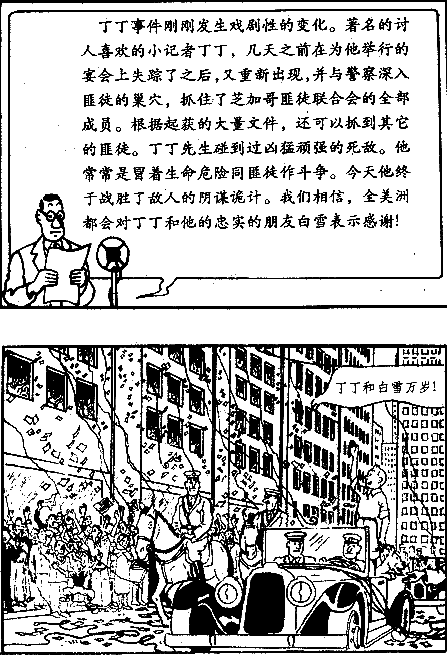 丁丁事件刚刚发生戏剧性的变化。著名的讨
人喜欢的小记者丁丁，几天之前在为他举行的
宴会上失踪了之后，又重新出现，并与警察深入
匪徒的巢穴，抓住了芝加哥匪徒联合会的全部
成员。根据起获的大量文件，还可以抓到其它
的匪徒。丁丁先生碰到过凶猛顽强的死敌。他
常常是冒着生命危险同匪徒作斗争。今天他终
于战胜了敌人的阴谋诡计。我们相信，全美洲
都会对丁丁和他的忠实的朋友白雪表示感谢!
丁丁和白雪万岁!